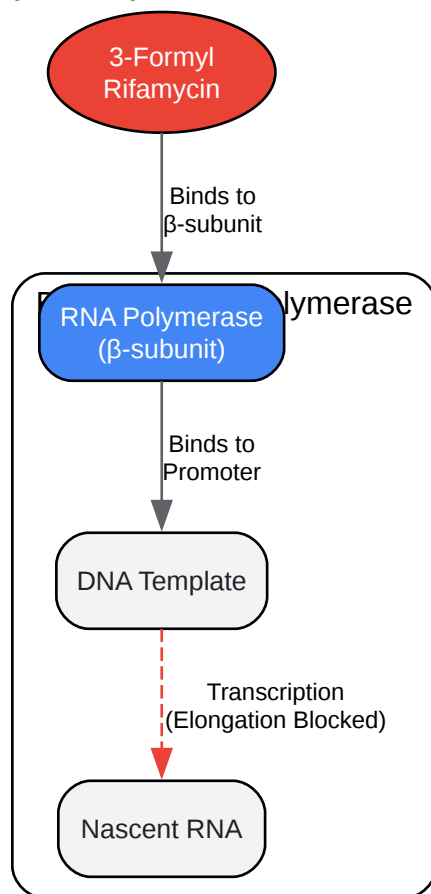 3-Formyl
Rifamycin
Binds to
β-subunit
lymerase
RNA Polymerase
(β-subunit)
Binds to
Promoter
DNA Template
Transcription
(Elongation Blocked)
Nascent RNA